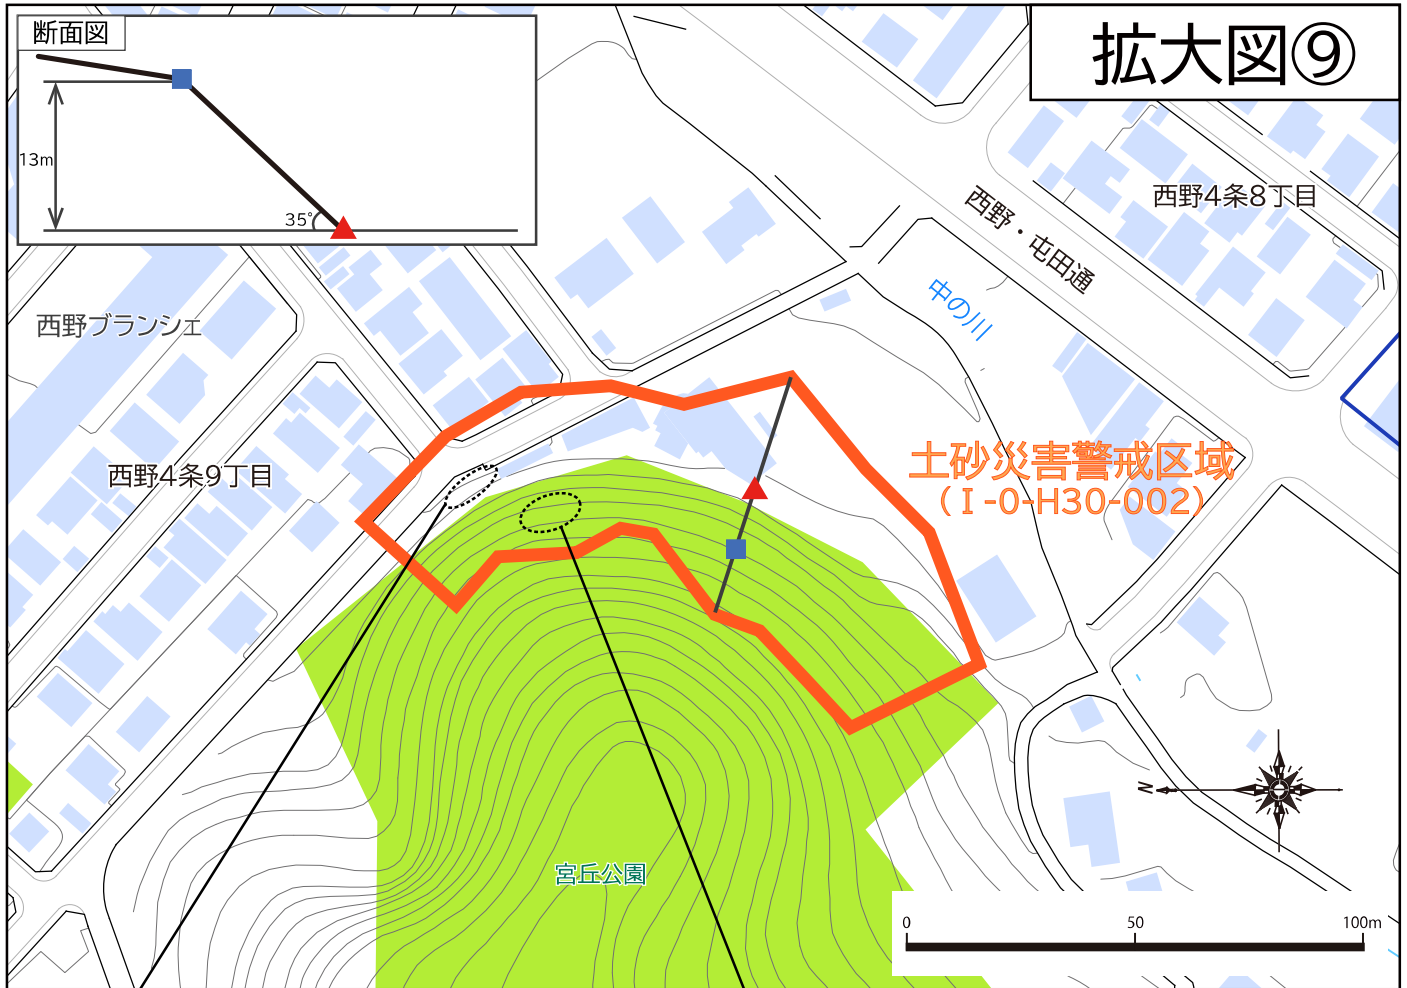 断面図
13m
35°
拡大図⑨
西野4条8丁目
西野・屯田通
中の川
西野ブランシェ
西野4条9丁目
土砂災害警戒区域
（Ⅰ-0-H30-002）
宮丘公園
N
0 50 100m